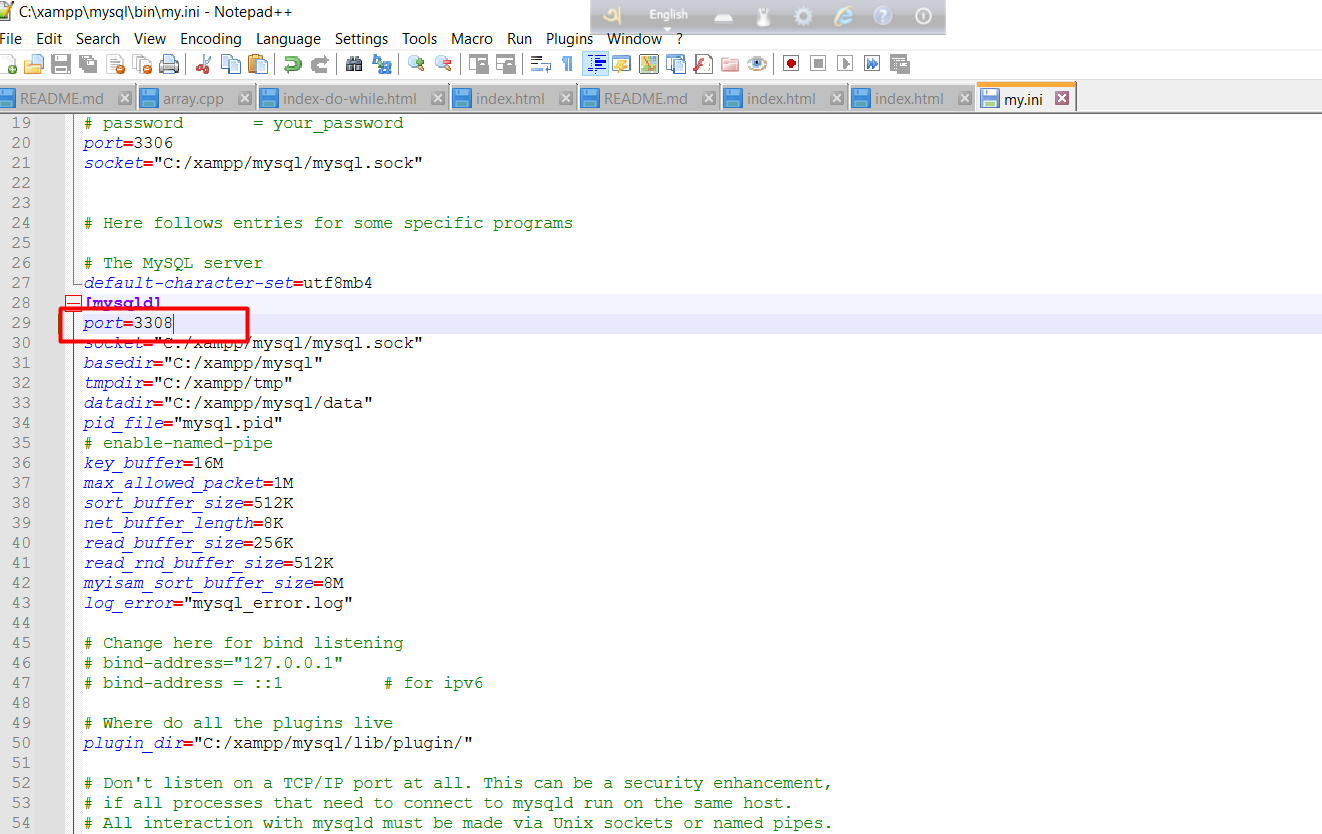 C:\xampp\mysql\bin\my.ini - Notepad++
English
File Edit Search View Encoding Language Settings Tools Macro Run Plugins Window ?
README.md array.cpp index-do-while.html index.html README.md index.html index.html my.ini
19 # password = your_password
20 port=3306
21 socket="C:/xampp/mysql/mysql.sock"
22
23
24 # Here follows entries for some specific programs
25
26 # The MySQL server
27 default-character-set=utf8mb4
28 [mysqld]
29 port=3308
30 socket="C:/xampp/mysql/mysql.sock"
31 basedir="C:/xampp/mysql"
32 tmpdir="C:/xampp/tmp"
33 datadir="C:/xampp/mysql/data"
34 pid_file="mysql.pid"
35 # enable-named-pipe
36 key_buffer=16M
37 max_allowed_packet=1M
38 sort_buffer_size=512K
39 net_buffer_length=8K
40 read_buffer_size=256K
41 read_rnd_buffer_size=512K
42 myisam_sort_buffer_size=8M
43 log_error="mysql_error.log"
44
45 # Change here for bind listening
46 # bind-address="127.0.0.1"
47 # bind-address = ::1 # for ipv6
48
49 # Where do all the plugins live
50 plugin_dir="C:/xampp/mysql/lib/plugin/"
51
52 # Don't listen on a TCP/IP port at all. This can be a security enhancement,
53 # if all processes that need to connect to mysqld run on the same host.
54 # All interaction with mysqld must be made via Unix sockets or named pipes.